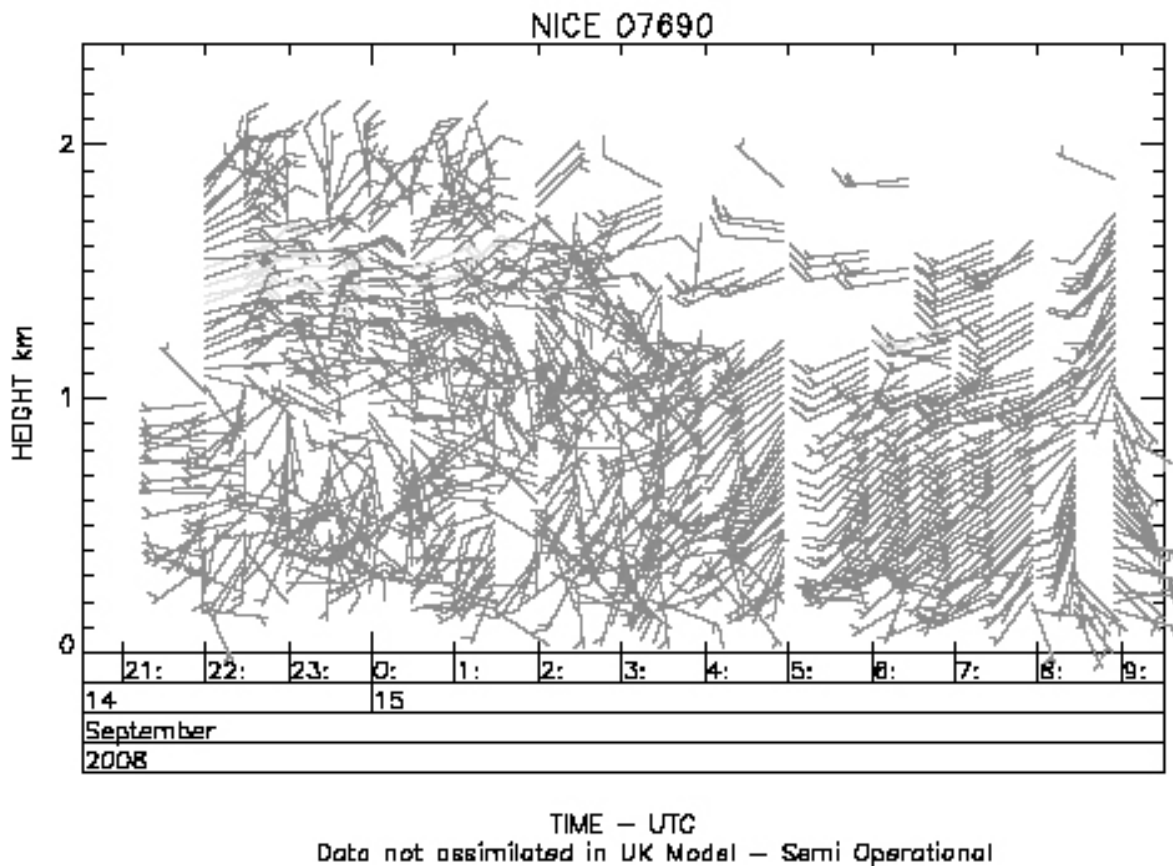 NICE 07690
2
1
0
HEIGHT km
21: 22: 23: 0: 1: 2: 3: 4: 5: 6: 7: 8: 9:
14 15
September
2008
TIME – UTC
Data not assimilated in UK Model – Semi Operational